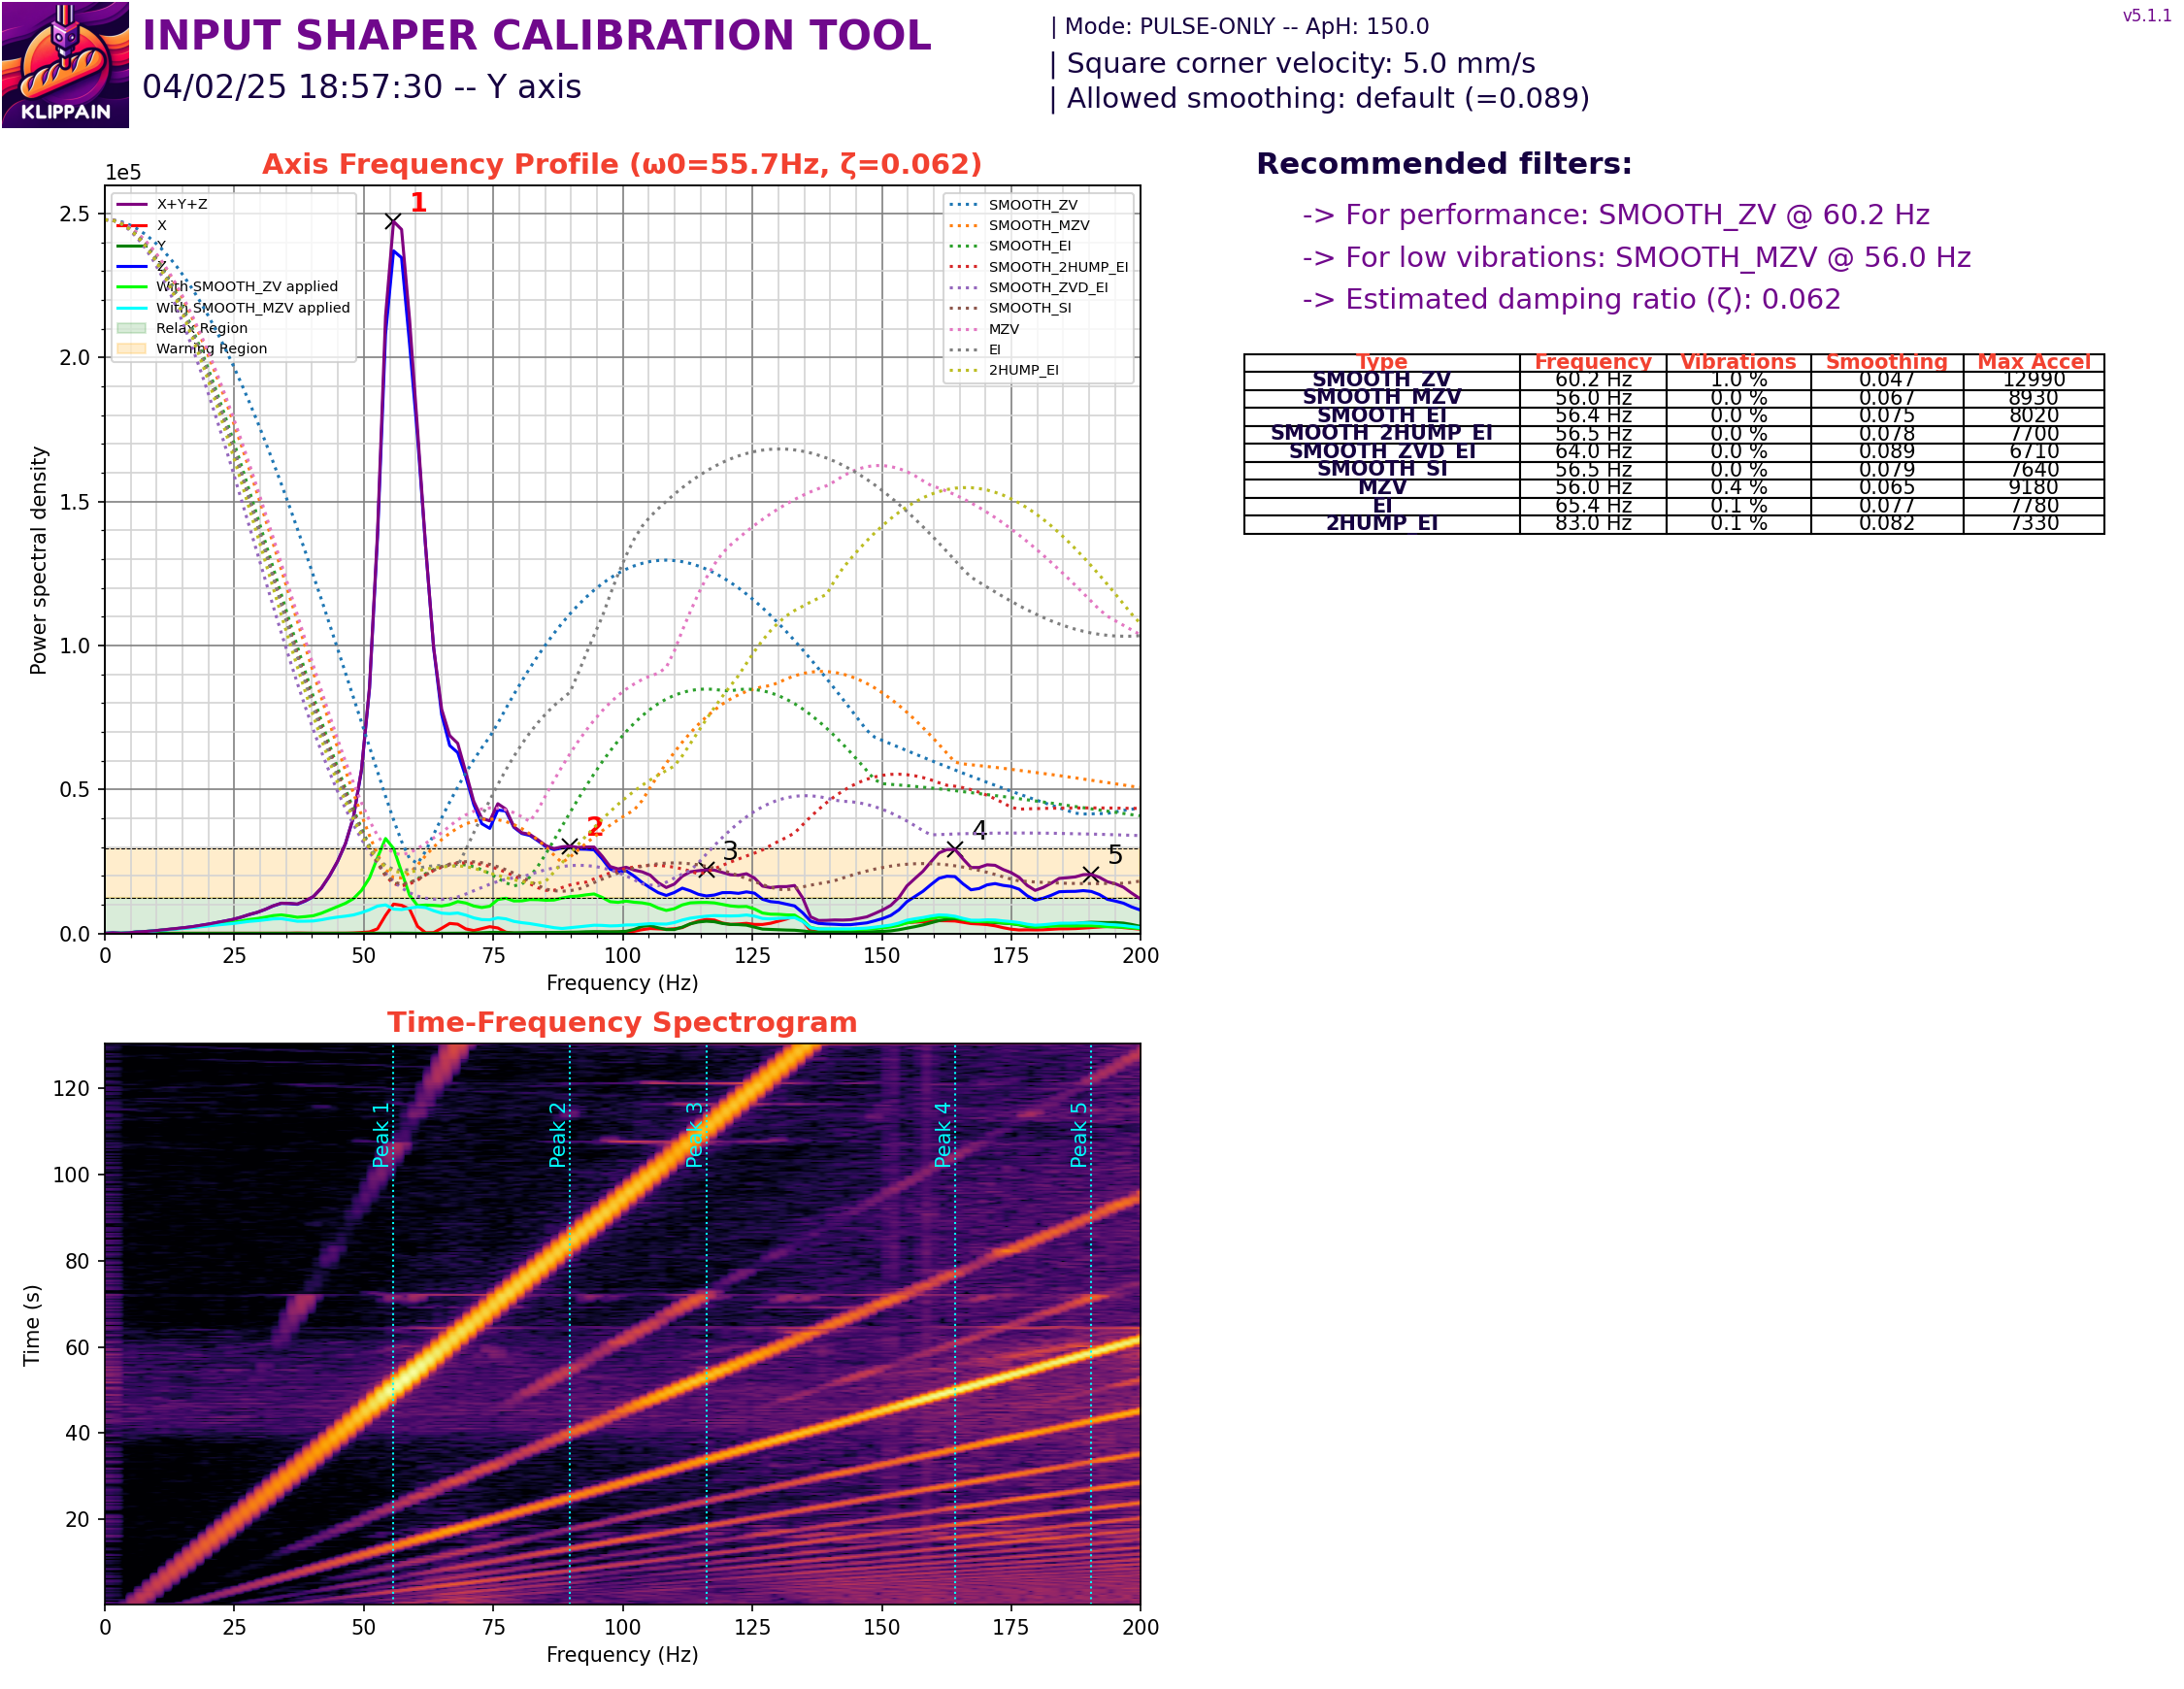 KLIPPAIN
INPUT SHAPER CALIBRATION TOOL
04/02/25 18:57:30 -- Y axis
| Mode: PULSE-ONLY -- ApH: 150.0
| Square corner velocity: 5.0 mm/s
| Allowed smoothing: default (=0.089)
v5.1.1
Axis Frequency Profile (ω0=55.7Hz, ζ=0.062)
1e5
X+Y+Z
X
Y
Z
With SMOOTH_ZV applied
With SMOOTH_MZV applied
Relax Region
Warning Region
SMOOTH_ZV
SMOOTH_MZV
SMOOTH_EI
SMOOTH_2HUMP_EI
SMOOTH_ZVD_EI
SMOOTH_SI
MZV
EI
2HUMP_EI
1
2
3
4
5
Power spectral density
2.5
2.0
1.5
1.0
0.5
0.0
0 25 50 75 100 125 150 175 200
Frequency (Hz)
Recommended filters:
-> For performance: SMOOTH_ZV @ 60.2 Hz
-> For low vibrations: SMOOTH_MZV @ 56.0 Hz
-> Estimated damping ratio (ζ): 0.062
Type Frequency Vibrations Smoothing Max Accel
SMOOTH_ZV 60.2 Hz 1.0 % 0.047 12990
SMOOTH_MZV 56.0 Hz 0.0 % 0.067 8930
SMOOTH_EI 56.4 Hz 0.0 % 0.075 8020
SMOOTH_2HUMP_EI 56.5 Hz 0.0 % 0.078 7700
SMOOTH_ZVD_EI 64.0 Hz 0.0 % 0.089 6710
SMOOTH_SI 56.5 Hz 0.0 % 0.079 7640
MZV 56.0 Hz 0.4 % 0.065 9180
EI 65.4 Hz 0.1 % 0.077 7780
2HUMP_EI 83.0 Hz 0.1 % 0.082 7330
Time-Frequency Spectrogram
Time (s)
120
100
80
60
40
20
Peak 1
Peak 2
Peak 3
Peak 4
Peak 5
0 25 50 75 100 125 150 175 200
Frequency (Hz)